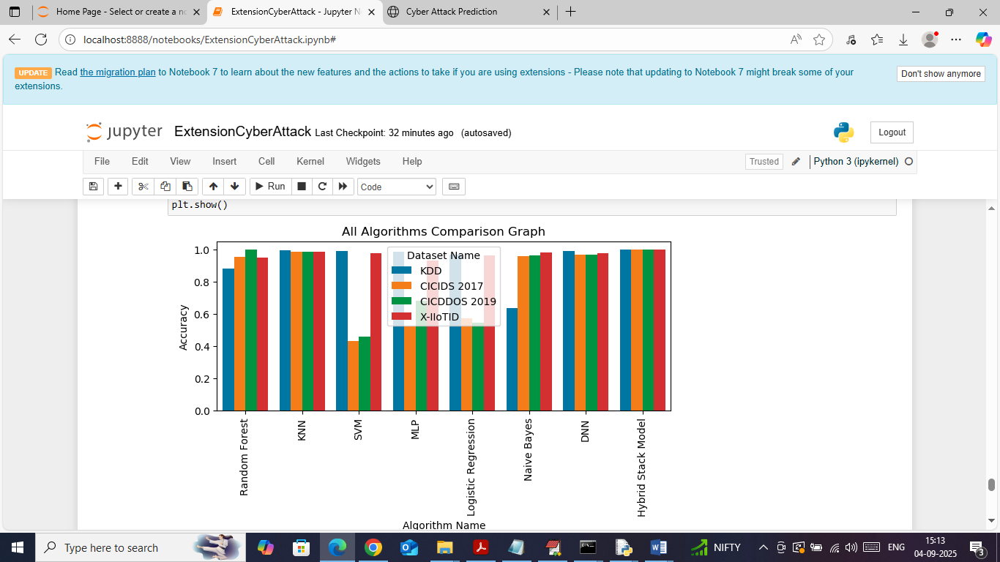 Home Page - Select or create a n
ExtensionCyberAttack - Jupyter N
Cyber Attack Prediction
localhost:8888/notebooks/ExtensionCyberAttack.ipynb#
UPDATE Read the migration plan to Notebook 7 to learn about the new features and the actions to take if you are using extensions - Please note that updating to Notebook 7 might break some of your
extensions.
Don't show anymore
jupyter ExtensionCyberAttack Last Checkpoint: 32 minutes ago (autosaved)
Logout
File Edit View Insert Cell Kernel Widgets Help
Trusted
Python 3 (ipykernel)
Run
Code
plt.show()
All Algorithms Comparison Graph
Accuracy
1.0
0.8
0.6
0.4
0.2
0.0
Dataset Name
KDD
CICIDS 2017
CICDDOS 2019
X-IIoTID
Random Forest
KNN
SVM
MLP
Logistic Regression
Naive Bayes
DNN
Hybrid Stack Model
Algorithm Name
Type here to search
NIFTY
ENG
15:13
04-09-2025
3